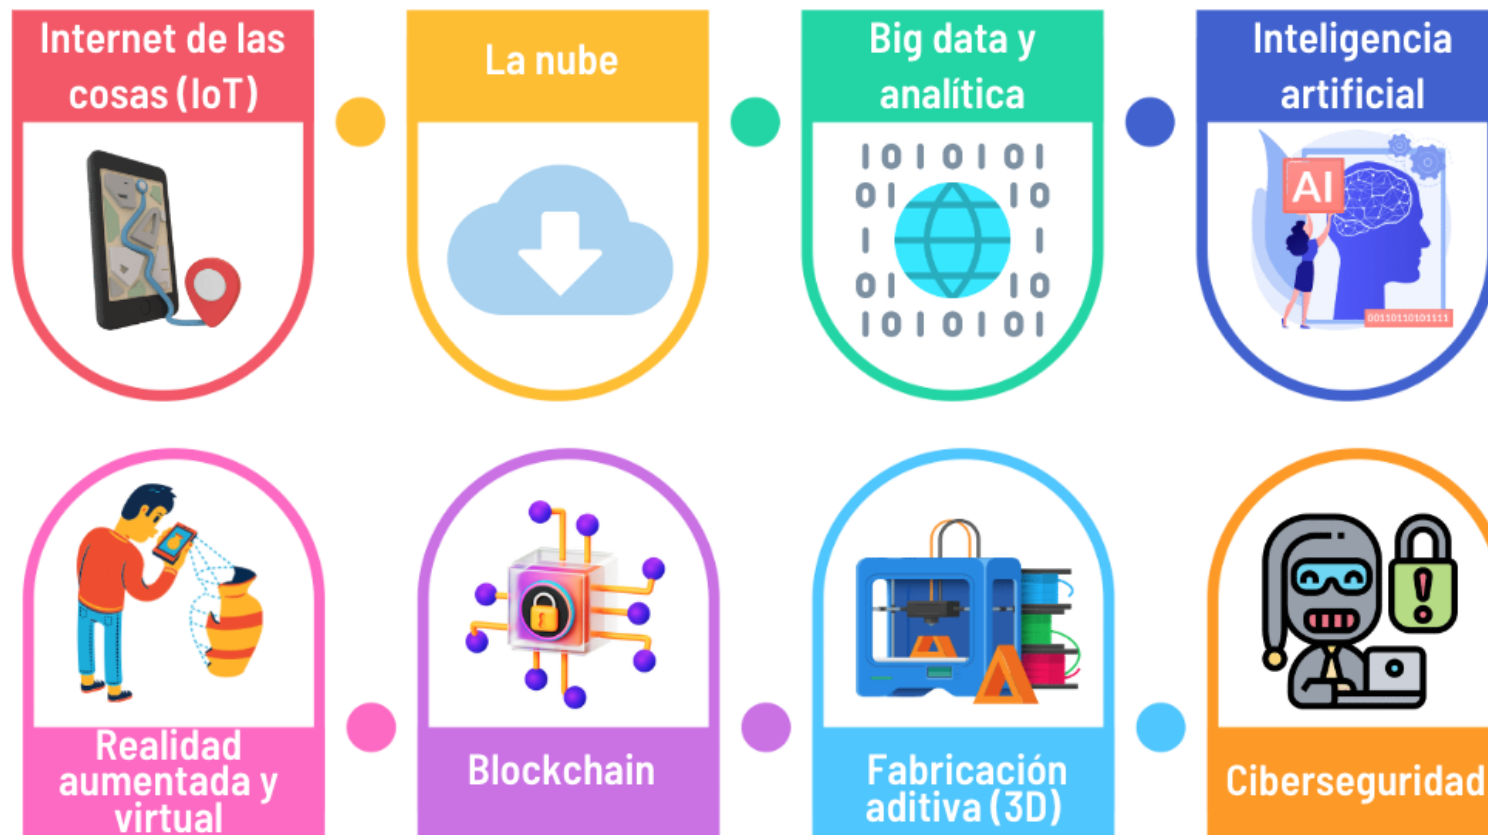 Internet de las
cosas (IoT)
La nube
Big data y
analítica
Inteligencia
artificial
1010101
01
10
1
1
01
10
1010101
AI
00110110101111
Realidad
aumentada y
virtual
Blockchain
Fabricación
aditiva (3D)
Ciberseguridad